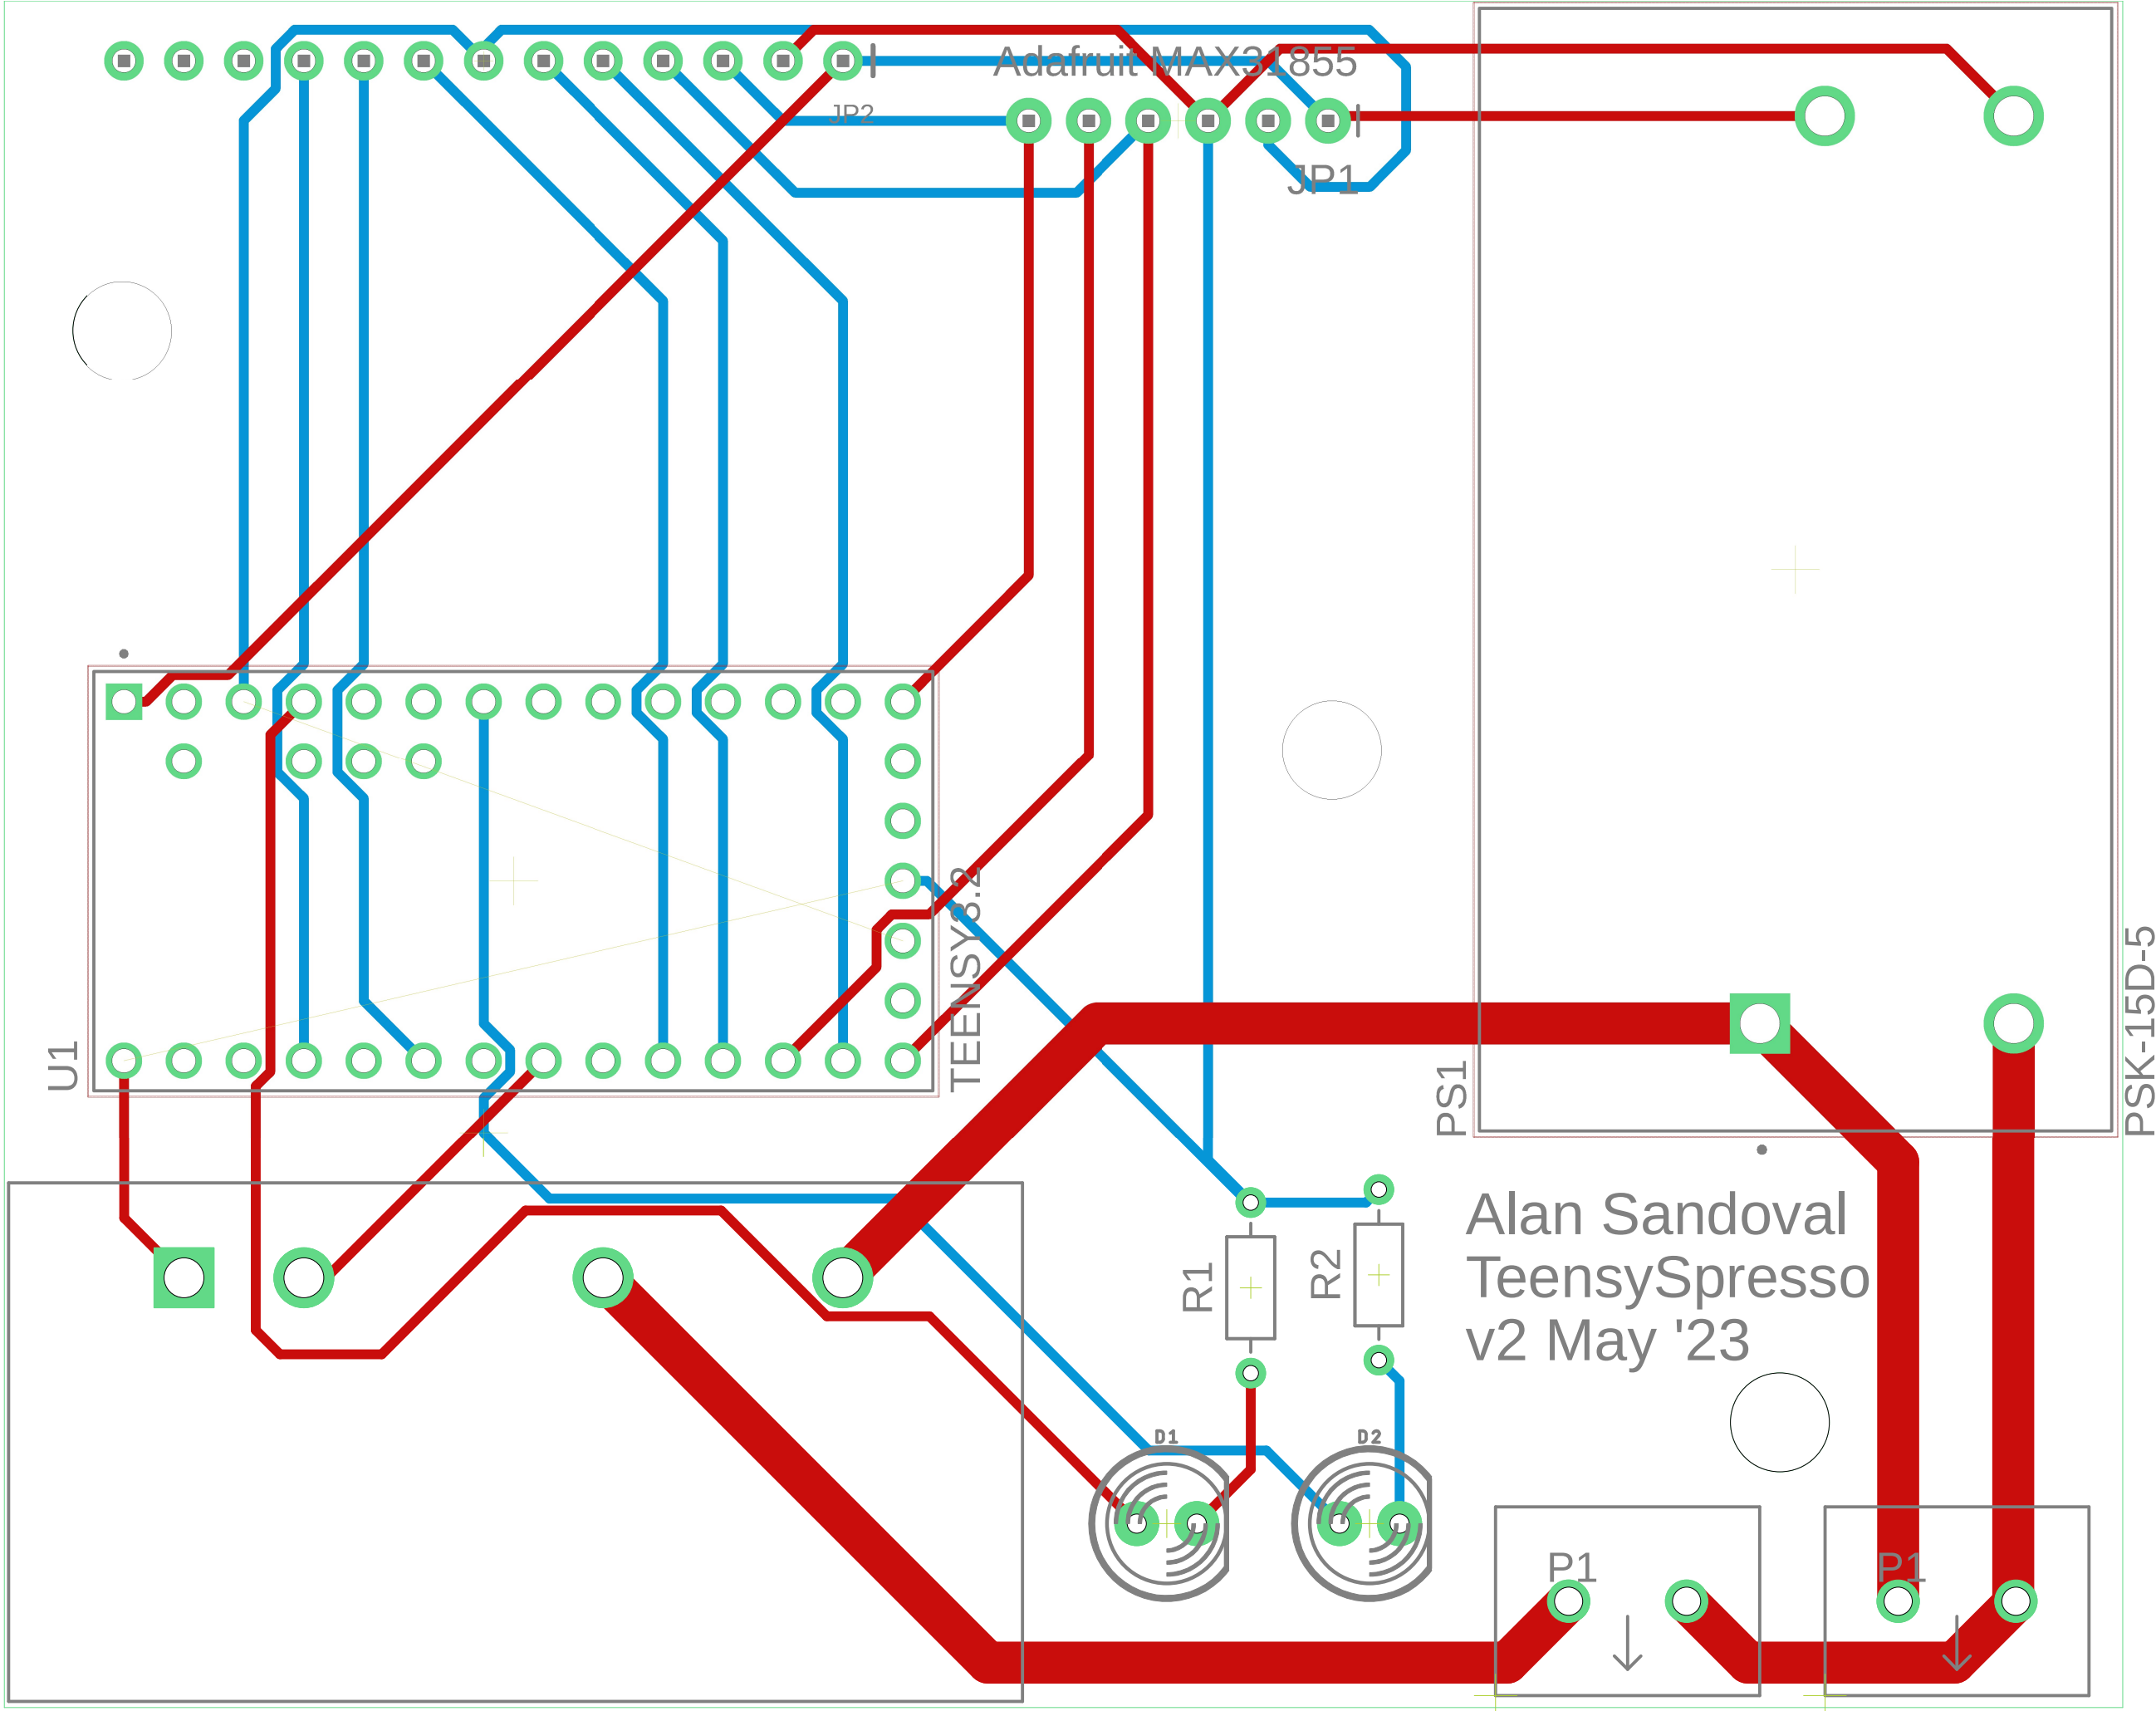 Adafruit MAX31855
JP2
JP1
U1
TEENSY3.2
PS1
PSK-15D-5
R1
R2
Alan Sandoval
TeensySpresso
v2 May '23
D1
D2
P1
P1